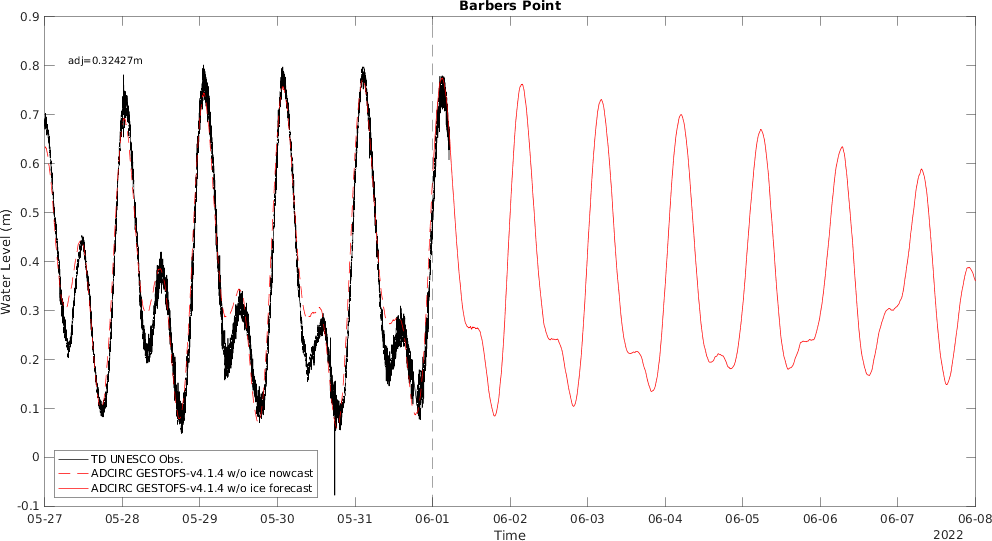 Barbers Point
0.9
0.8
0.7
0.6
0.5
0.4
0.3
0.2
0.1
0
-0.1
Water Level (m)
adj=0.32427m
TD UNESCO Obs.
ADCIRC GESTOFS-v4.1.4 w/o ice nowcast
ADCIRC GESTOFS-v4.1.4 w/o ice forecast
05-27 05-28 05-29 05-30 05-31 06-01 06-02 06-03 06-04 06-05 06-06 06-07 06-08
Time
2022